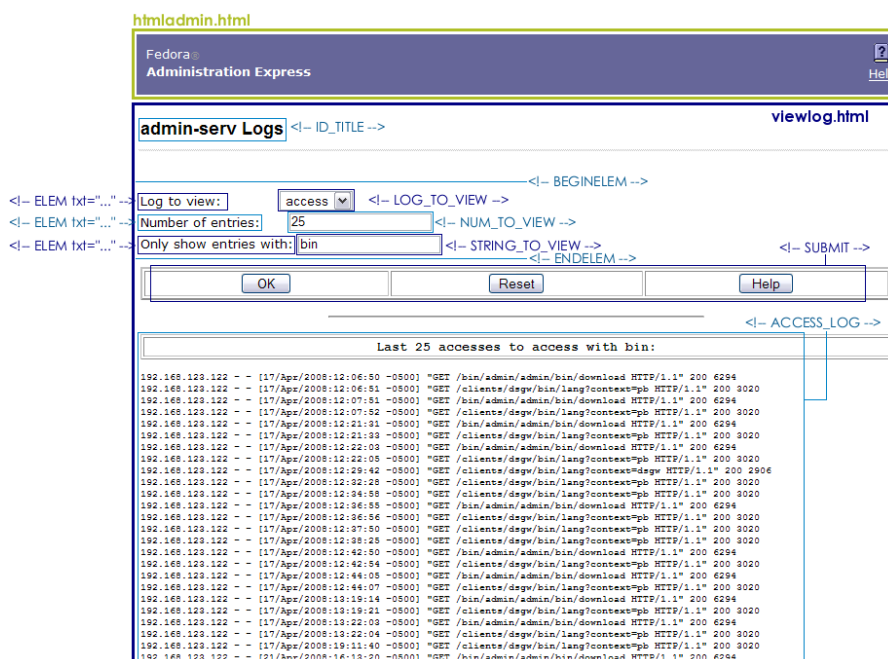 htmladmin.html
Fedora®
Administration Express
?
Hel
viewlog.html
admin-serv Logs <!-- ID_TITLE -->
<!-- BEGINELEM -->
<!-- ELEM txt="..." --> Log to view: access <!-- LOG_TO_VIEW -->
<!-- ELEM txt="..." --> Number of entries: 25 <!-- NUM_TO_VIEW -->
<!-- ELEM txt="..." --> Only show entries with: bin <!-- STRING_TO_VIEW --> <!-- SUBMIT -->
<!-- ENDELEM -->
OK Reset Help
<!-- ACCESS_LOG -->
Last 25 accesses to access with bin:
192.168.123.122 - - [17/Apr/2008:12:06:50 -0500] "GET /bin/admin/admin/bin/download HTTP/1.1" 200 6294
192.168.123.122 - - [17/Apr/2008:12:06:51 -0500] "GET /clients/dsgw/bin/lang?context=pb HTTP/1.1" 200 3020
192.168.123.122 - - [17/Apr/2008:12:07:51 -0500] "GET /bin/admin/admin/bin/download HTTP/1.1" 200 6294
192.168.123.122 - - [17/Apr/2008:12:07:52 -0500] "GET /clients/dsgw/bin/lang?context=pb HTTP/1.1" 200 3020
192.168.123.122 - - [17/Apr/2008:12:21:31 -0500] "GET /bin/admin/admin/bin/download HTTP/1.1" 200 6294
192.168.123.122 - - [17/Apr/2008:12:21:33 -0500] "GET /clients/dsgw/bin/lang?context=pb HTTP/1.1" 200 3020
192.168.123.122 - - [17/Apr/2008:12:22:03 -0500] "GET /bin/admin/admin/bin/download HTTP/1.1" 200 6294
192.168.123.122 - - [17/Apr/2008:12:22:05 -0500] "GET /clients/dsgw/bin/lang?context=pb HTTP/1.1" 200 3020
192.168.123.122 - - [17/Apr/2008:12:29:42 -0500] "GET /clients/dsgw/bin/lang?context=dsgw HTTP/1.1" 200 2906
192.168.123.122 - - [17/Apr/2008:12:32:28 -0500] "GET /clients/dsgw/bin/lang?context=pb HTTP/1.1" 200 3020
192.168.123.122 - - [17/Apr/2008:12:34:58 -0500] "GET /clients/dsgw/bin/lang?context=pb HTTP/1.1" 200 3020
192.168.123.122 - - [17/Apr/2008:12:36:55 -0500] "GET /bin/admin/admin/bin/download HTTP/1.1" 200 6294
192.168.123.122 - - [17/Apr/2008:12:36:56 -0500] "GET /clients/dsgw/bin/lang?context=pb HTTP/1.1" 200 3020
192.168.123.122 - - [17/Apr/2008:12:37:50 -0500] "GET /clients/dsgw/bin/lang?context=pb HTTP/1.1" 200 3020
192.168.123.122 - - [17/Apr/2008:12:38:25 -0500] "GET /clients/dsgw/bin/lang?context=pb HTTP/1.1" 200 3020
192.168.123.122 - - [17/Apr/2008:12:42:50 -0500] "GET /bin/admin/admin/bin/download HTTP/1.1" 200 6294
192.168.123.122 - - [17/Apr/2008:12:42:54 -0500] "GET /clients/dsgw/bin/lang?context=pb HTTP/1.1" 200 3020
192.168.123.122 - - [17/Apr/2008:12:44:05 -0500] "GET /bin/admin/admin/bin/download HTTP/1.1" 200 6294
192.168.123.122 - - [17/Apr/2008:12:44:07 -0500] "GET /clients/dsgw/bin/lang?context=pb HTTP/1.1" 200 3020
192.168.123.122 - - [17/Apr/2008:13:19:14 -0500] "GET /bin/admin/admin/bin/download HTTP/1.1" 200 6294
192.168.123.122 - - [17/Apr/2008:13:19:21 -0500] "GET /clients/dsgw/bin/lang?context=pb HTTP/1.1" 200 3020
192.168.123.122 - - [17/Apr/2008:13:22:03 -0500] "GET /bin/admin/admin/bin/download HTTP/1.1" 200 6294
192.168.123.122 - - [17/Apr/2008:13:22:04 -0500] "GET /clients/dsgw/bin/lang?context=pb HTTP/1.1" 200 3020
192.168.123.122 - - [17/Apr/2008:19:11:40 -0500] "GET /clients/dsgw/bin/lang?context=pb HTTP/1.1" 200 3020
192.168.123.122 - - [21/Apr/2008:16:13:20 -0500] "GET /bin/admin/admin/bin/download HTTP/1.1" 200 6294